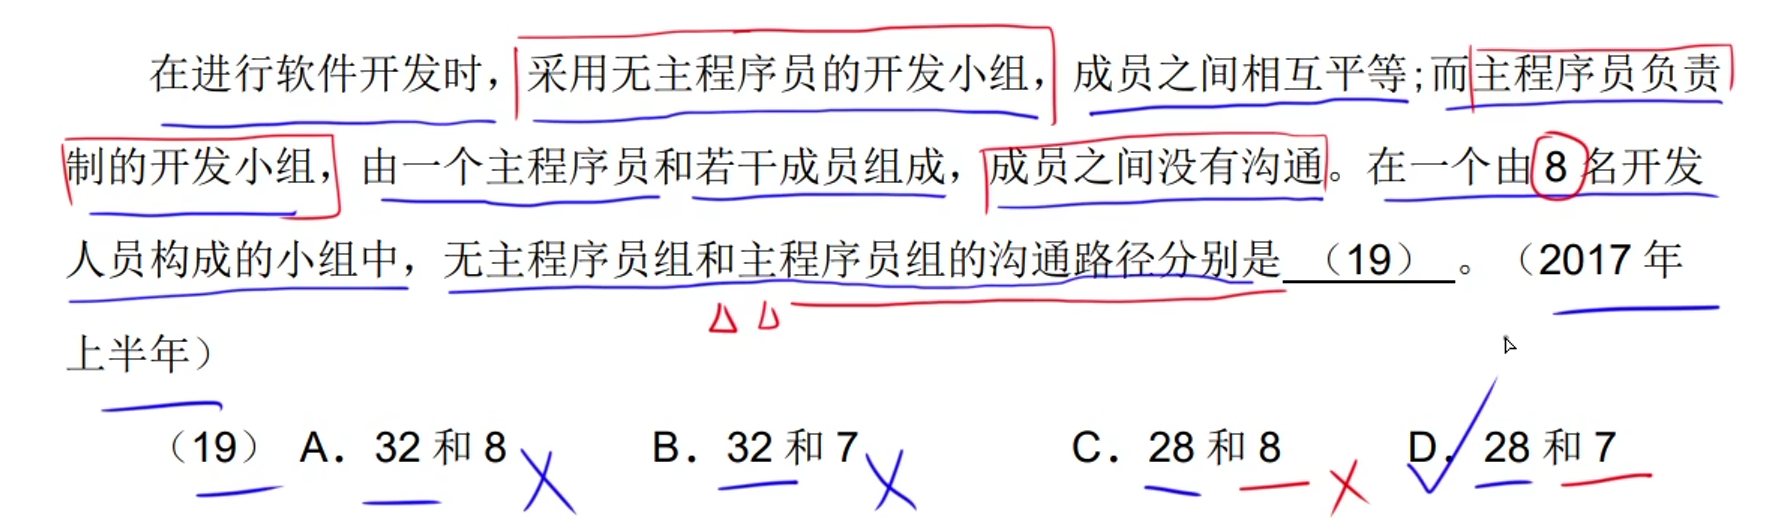 在进行软件开发时，采用无主程序员的开发小组，成员之间相互平等;而主程序员负责
制的开发小组，由一个主程序员和若干成员组成，成员之间没有沟通。在一个由 8 名开发
人员构成的小组中，无主程序员组和主程序员组的沟通路径分别是 （19） 。（2017 年
上半年）
（19） A． 32 和 8 B． 32 和 7 C． 28 和 8 D． 28 和 7